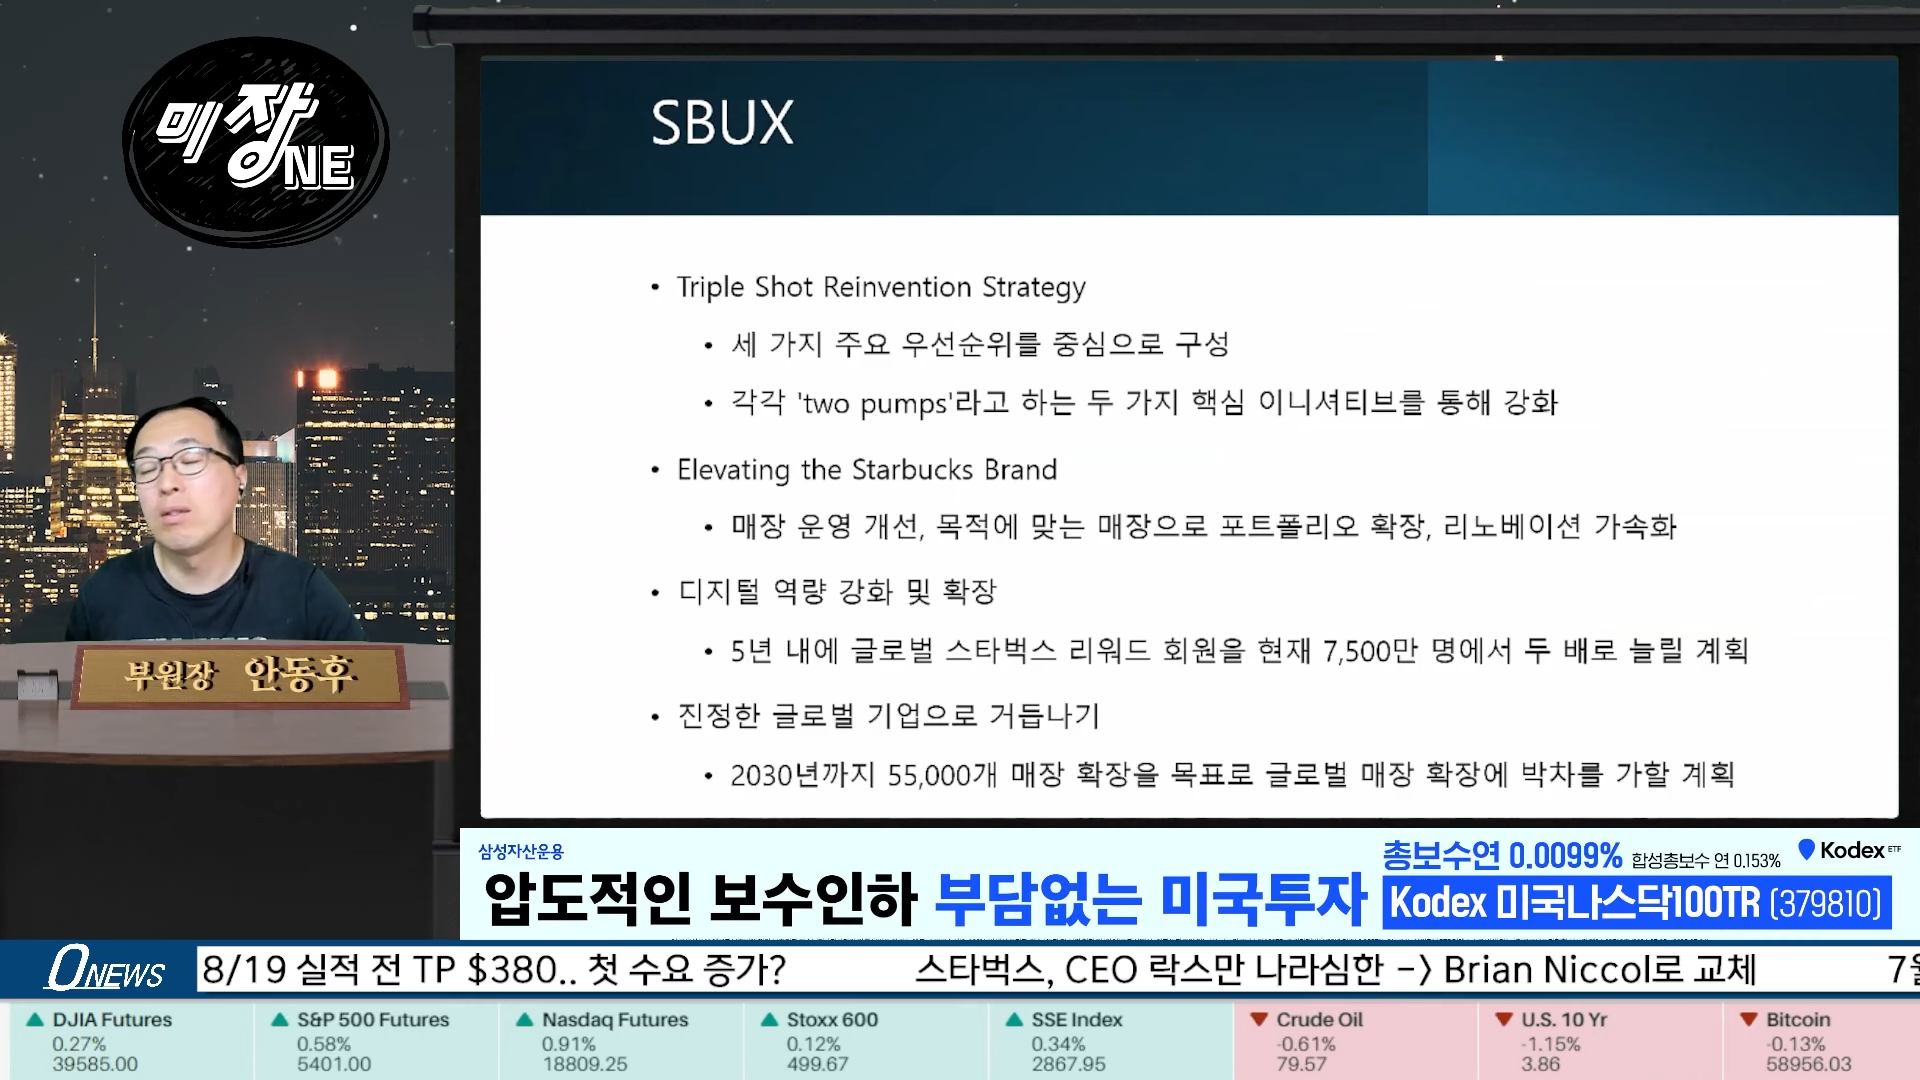 미장NE
SBUX
• Triple Shot Reinvention Strategy
• 세 가지 주요 우선순위를 중심으로 구성
• 각각 'two pumps'라고 하는 두 가지 핵심 이니셔티브를 통해 강화
• Elevating the Starbucks Brand
• 매장 운영 개선, 목적에 맞는 매장으로 포트폴리오 확장, 리노베이션 가속화
• 디지털 역량 강화 및 확장
• 5년 내에 글로벌 스타벅스 리워드 회원을 현재 7,500만 명에서 두 배로 늘릴 계획
• 진정한 글로벌 기업으로 거듭나기
• 2030년까지 55,000개 매장 확장을 목표로 글로벌 매장 확장에 박차를 가할 계획
부원장 안동후
삼성자산운용
압도적인 보수인하 부담없는 미국투자
총보수연 0.0099% 합성총보수 연 0.153%
Kodex ETF
Kodex 미국나스닥100TR (379810)
ONEWS
8/19 실적 전 TP $380.. 첫 수요 증가? 스타벅스, CEO 락스만 나라심한 -> Brian Niccol로 교체 7월
DJIA Futures
0.27%
39585.00
S&P 500 Futures
0.58%
5401.00
Nasdaq Futures
0.91%
18809.25
Stoxx 600
0.12%
499.67
SSE Index
0.34%
2867.95
Crude Oil
-0.61%
79.57
U.S. 10 Yr
-1.15%
3.86
Bitcoin
-0.13%
58956.03